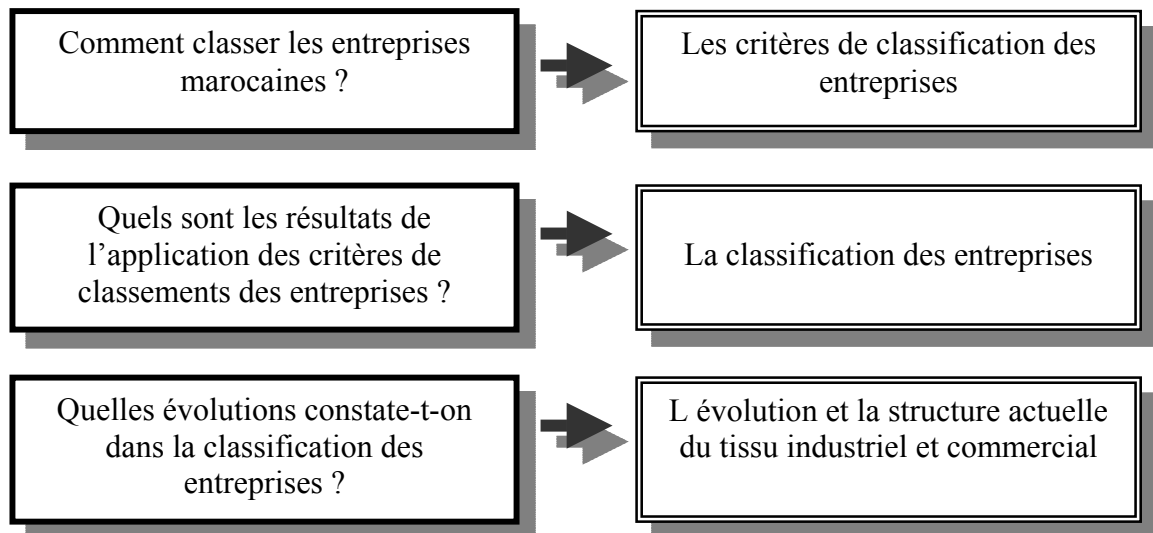 Comment classer les entreprises
marocaines ?
Les critères de classification des
entreprises
Quels sont les résultats de
l’application des critères de
classements des entreprises ?
La classification des entreprises
Quelles évolutions constate-t-on
dans la classification des
entreprises ?
L évolution et la structure actuelle
du tissu industriel et commercial